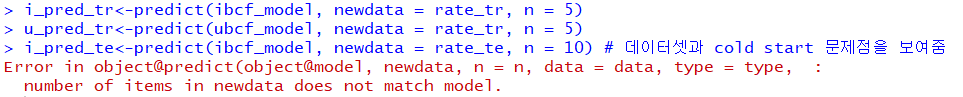 > i_pred_tr<-predict(ibcf_model, newdata = rate_tr, n = 5)
> u_pred_tr<-predict(ubcf_model, newdata = rate_tr, n = 5)
> i_pred_te<-predict(ibcf_model, newdata = rate_te, n = 10) # 데이터셋과 cold start 문제점을 보여줌
Error in object@predict(object@model, newdata, n = n, data = data, type = type,  : 
  number of items in newdata does not match model.